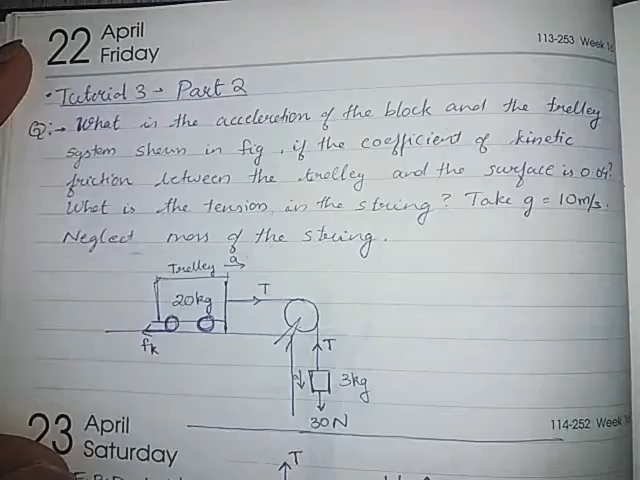 22 April
Friday
113-253 Week
• Tutorial 3 - Part 2
Q:→ What is the acceleration of the block and the trolley
system shown in fig, if the coefficient of kinetic
friction between the trolley and the surface is 0.04?
What is the tension in the string? Take g = 10m/s.
Neglect mass of the string.
Trolley a
20kg
T
fk
T
3kg
30N
23 April
Saturday
114-252 Week
T